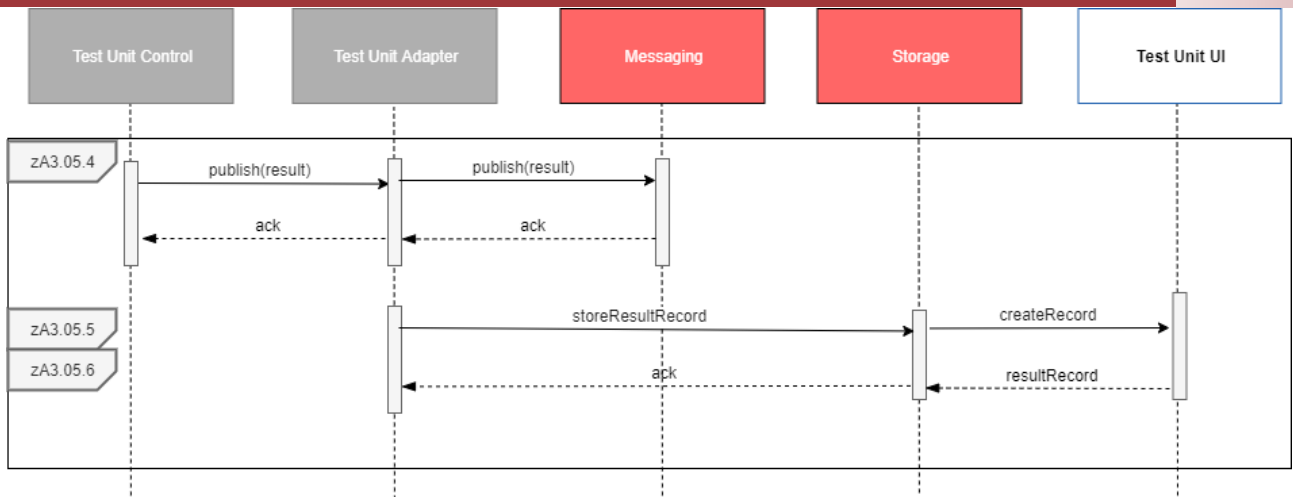 Test Unit Control
Test Unit Adapter
Messaging
Storage
Test Unit UI
zA3.05.4
publish(result)
publish(result)
ack
ack
zA3.05.5
storeResultRecord
createRecord
zA3.05.6
ack
resultRecord